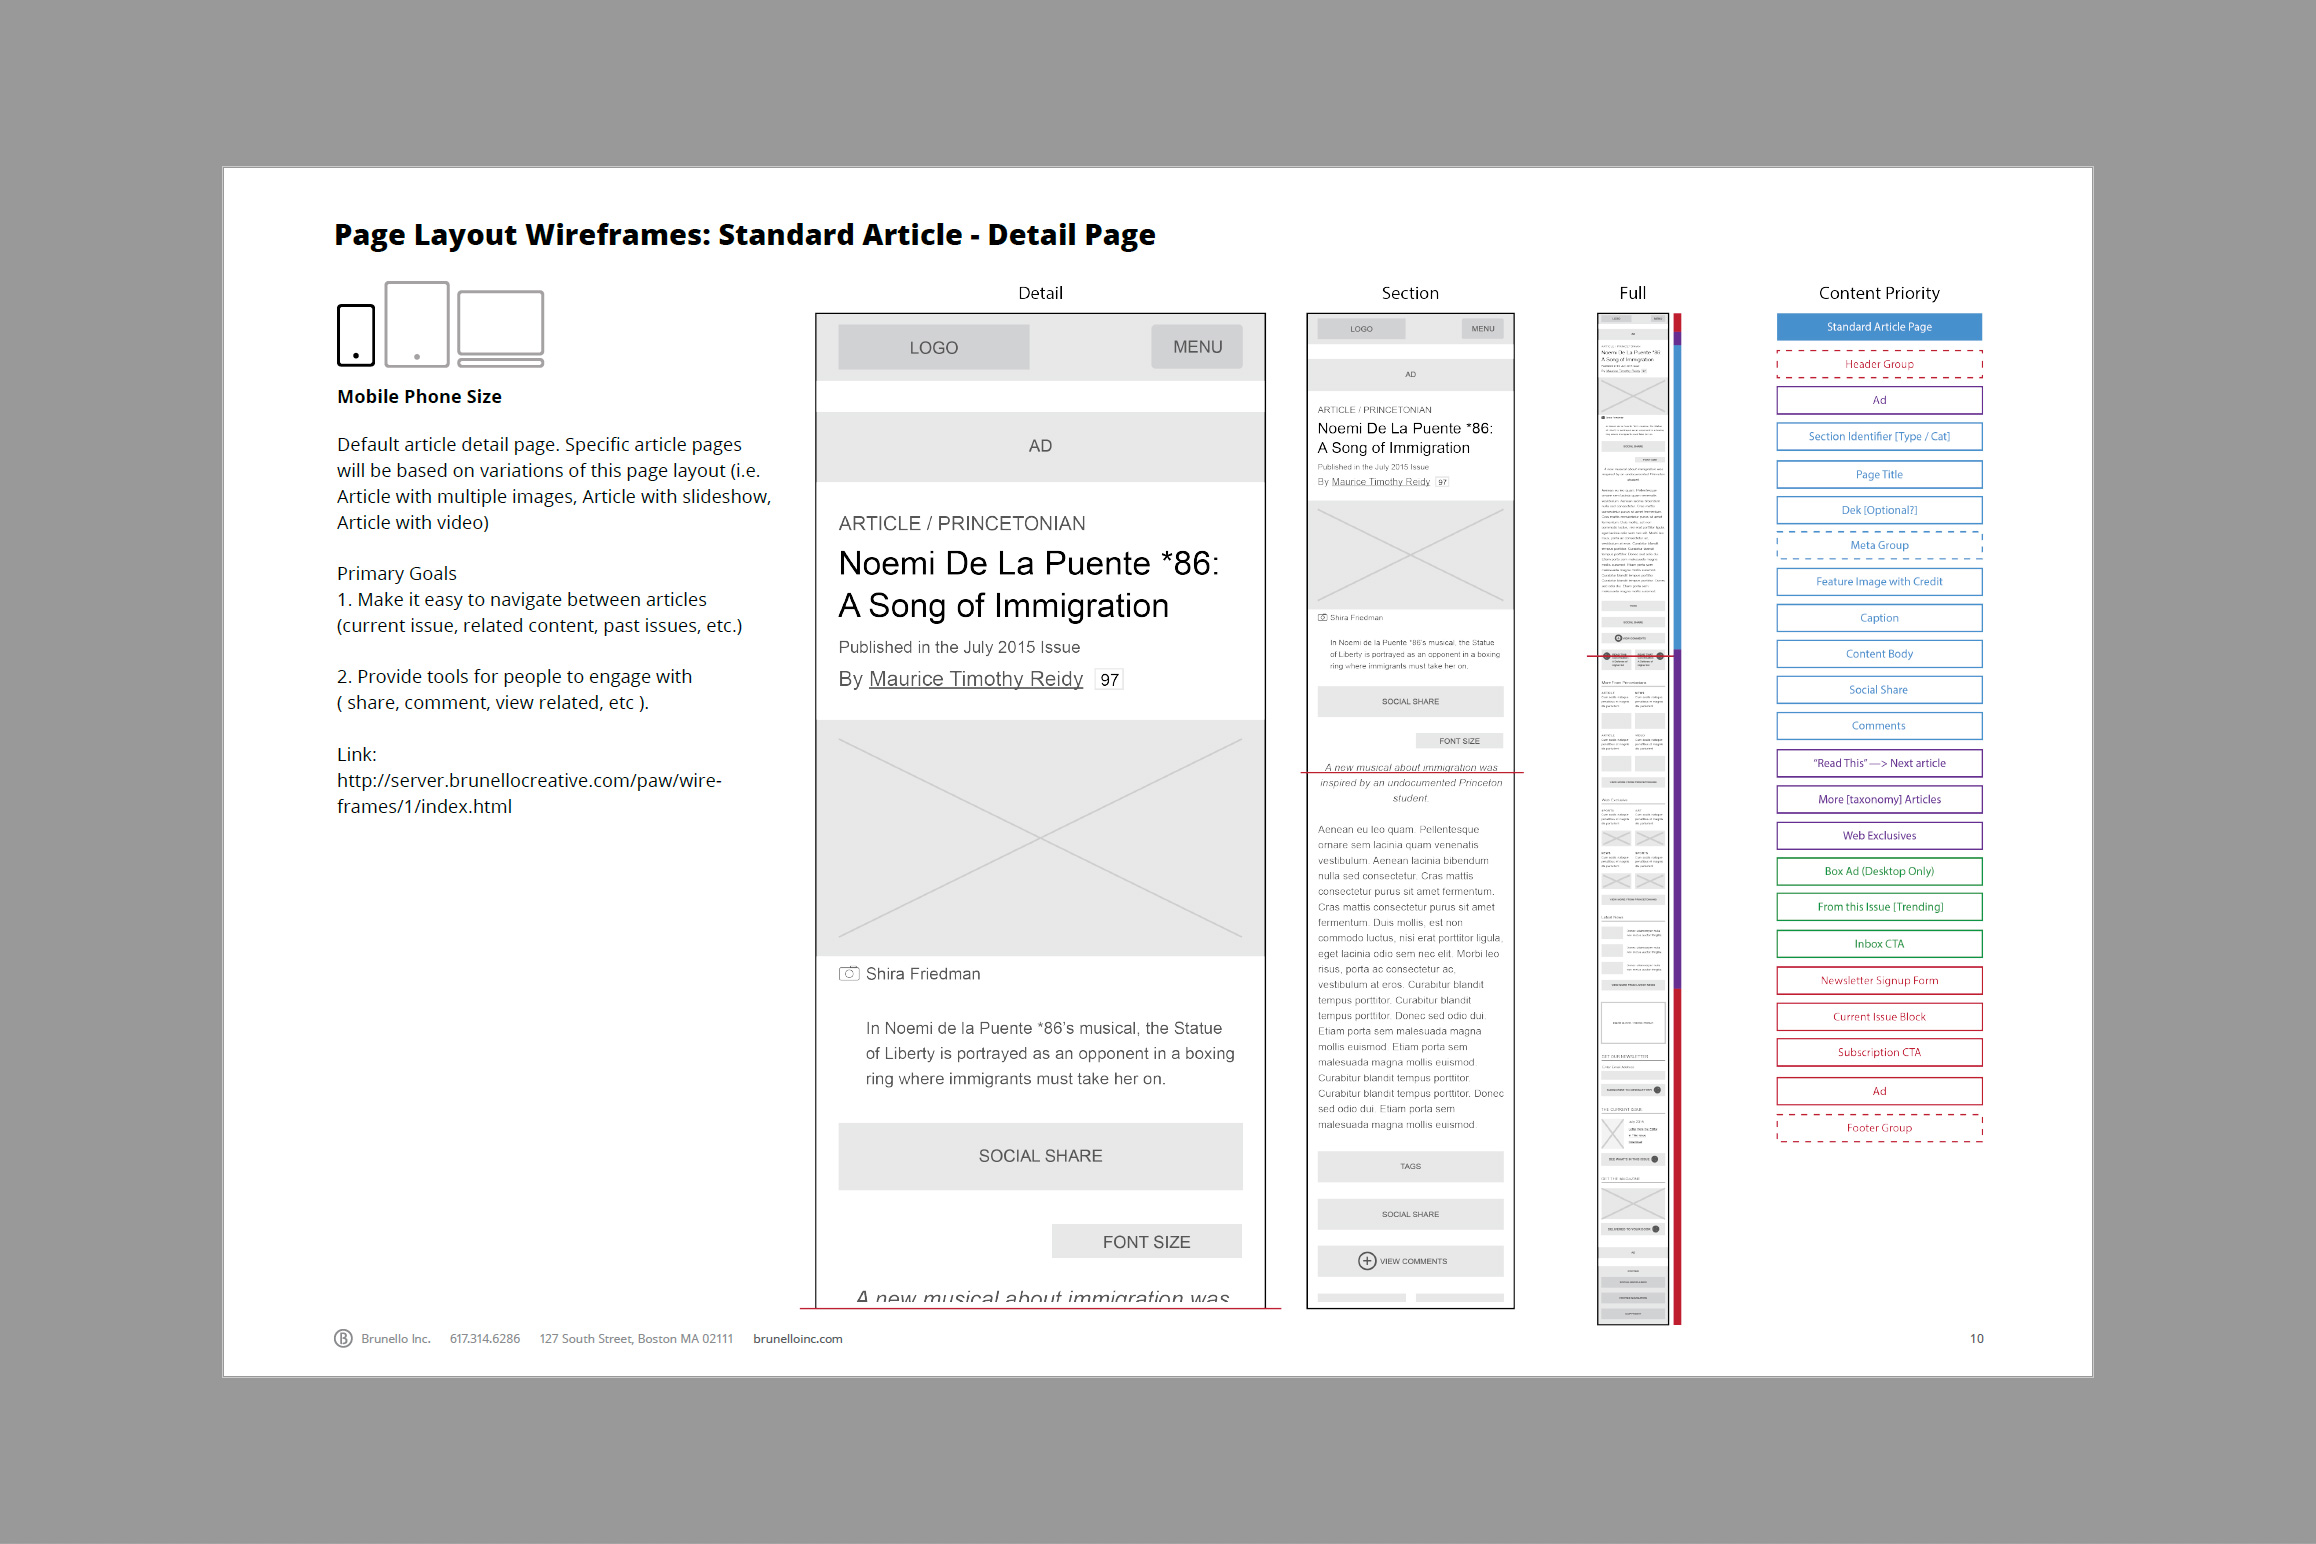 Page Layout Wireframes: Standard Article - Detail Page
Mobile Phone Size
Default article detail page. Specific article pages
will be based on variations of this page layout (i.e.
Article with multiple images, Article with slideshow,
Article with video)
Primary Goals
1. Make it easy to navigate between articles
(current issue, related content, past issues, etc.)
2. Provide tools for people to engage with
( share, comment, view related, etc ).
Link:
http://server.brunellocreative.com/paw/wire-
frames/1/index.html
Detail
LOGO
MENU
AD
ARTICLE / PRINCETONIAN
Noemi De La Puente *86:
A Song of Immigration
Published in the July 2015 Issue
By Maurice Timothy Reidy 97
Shira Friedman
In Noemi de la Puente *86's musical, the Statue
of Liberty is portrayed as an opponent in a boxing
ring where immigrants must take her on.
SOCIAL SHARE
FONT SIZE
A new musical about immigration was
Section
LOGO
MENU
AD
ARTICLE / PRINCETONIAN
Noemi De La Puente *86:
A Song of Immigration
Published in the July 2015 Issue
By Maurice Timothy Reidy 97
Shira Friedman
In Noemi de la Puente *86's musical, the Statue
of Liberty is portrayed as an opponent in a boxing
ring where immigrants must take her on.
SOCIAL SHARE
FONT SIZE
A new musical about immigration was
inspired by an undocumented Princeton
student.
Aenean eu leo quam. Pellentesque
ornare sem lacinia quam venenatis
vestibulum. Aenean lacinia bibendum
nulla sed consectetur. Cras mattis
consectetur purus sit amet fermentum.
Cras mattis consectetur purus sit amet
fermentum. Duis mollis, est non
commodo luctus, nisi erat porttitor ligula,
eget lacinia odio sem nec elit. Morbi leo
risus, porta ac consectetur ac,
vestibulum at eros. Curabitur blandit
tempus porttitor. Curabitur blandit
tempus porttitor. Donec sed odio dui.
Etiam porta sem malesuada magna
mollis euismod. Etiam porta sem
malesuada magna mollis euismod.
Curabitur blandit tempus porttitor.
Curabitur blandit tempus porttitor. Donec
sed odio dui. Etiam porta sem
malesuada magna mollis euismod.
TAGS
SOCIAL SHARE
VIEW COMMENTS
Full
Noemi De La Puente *86:
A Song of Immigration
Content Priority
Standard Article Page
Header Group
Ad
Section Identifier [Type / Cat]
Page Title
Dek [Optional?]
Meta Group
Feature Image with Credit
Caption
Content Body
Social Share
Comments
“Read This” —> Next article
More [taxonomy] Articles
Web Exclusives
Box Ad (Desktop Only)
From this Issue [Trending]
Inbox CTA
Newsletter Signup Form
Current Issue Block
Subscription CTA
Ad
Footer Group
B Brunello Inc. 617.314.6286 127 South Street, Boston MA 02111 brunelloinc.com
10